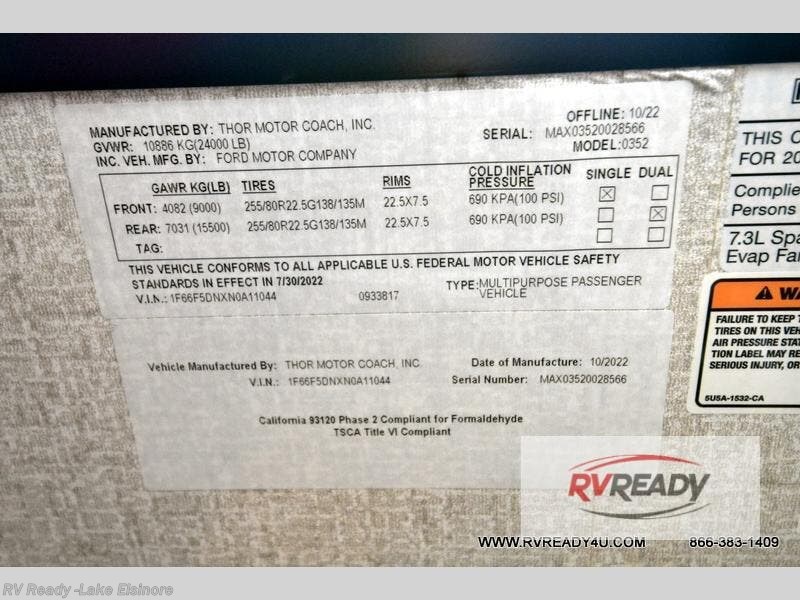 MANUFACTURED BY: THOR MOTOR COACH, INC.
OFFLINE: 10/22
GVWR: 10886 KG(24000 LB)
SERIAL: MAX03520028566
INC. VEH. MFG. BY: FORD MOTOR COMPANY
MODEL:0352
GAWR KG(LB) TIRES RIMS COLD INFLATION PRESSURE SINGLE DUAL
FRONT: 4082 (9000) 255/80R22.5G138/135M 22.5X7.5 690 KPA(100 PSI)
REAR: 7031 (15500) 255/80R22.5G138/135M 22.5X7.5 690 KPA(100 PSI)
TAG:
THIS VEHICLE CONFORMS TO ALL APPLICABLE U.S. FEDERAL MOTOR VEHICLE SAFETY
STANDARDS IN EFFECT IN 7/30/2022
TYPE: MULTIPURPOSE PASSENGER
VEHICLE
V.I.N.: 1F66F5DNXN0A11044 0933817
Vehicle Manufactured By: THOR MOTOR COACH, INC.
Date of Manufacture: 10/2022
V.I.N.: 1F66F5DNXN0A11044
Serial Number: MAX03520028566
California 93120 Phase 2 Compliant for Formaldehyde
TSCA Title VI Compliant
THIS C
FOR 20
Complie
Persons
7.3L Spa
Evap Fa
WA
FAILURE TO KEEP T
TIRES ON THIS VEH
AIR PRESSURE STAT
TION LABEL MAY RE
SERIOUS INJURY, OR
5U5A-1532-CA
RVREADY
WWW.RVREADY4U.COM 866-383-1409
RV Ready -Lake Elsinore